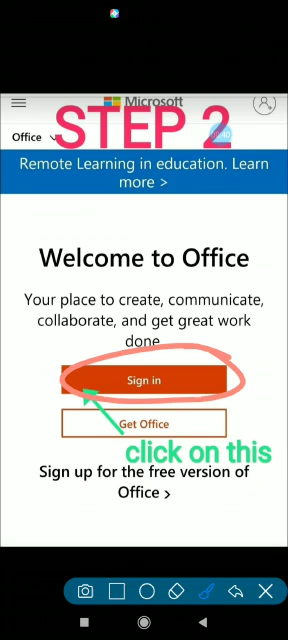 Microsoft
STEP 2
Office
Remote Learning in education. Learn
more >
Welcome to Office
Your place to create, communicate,
collaborate, and get great work
done
Sign in
Get Office
click on this
Sign up for the free version of
Office >